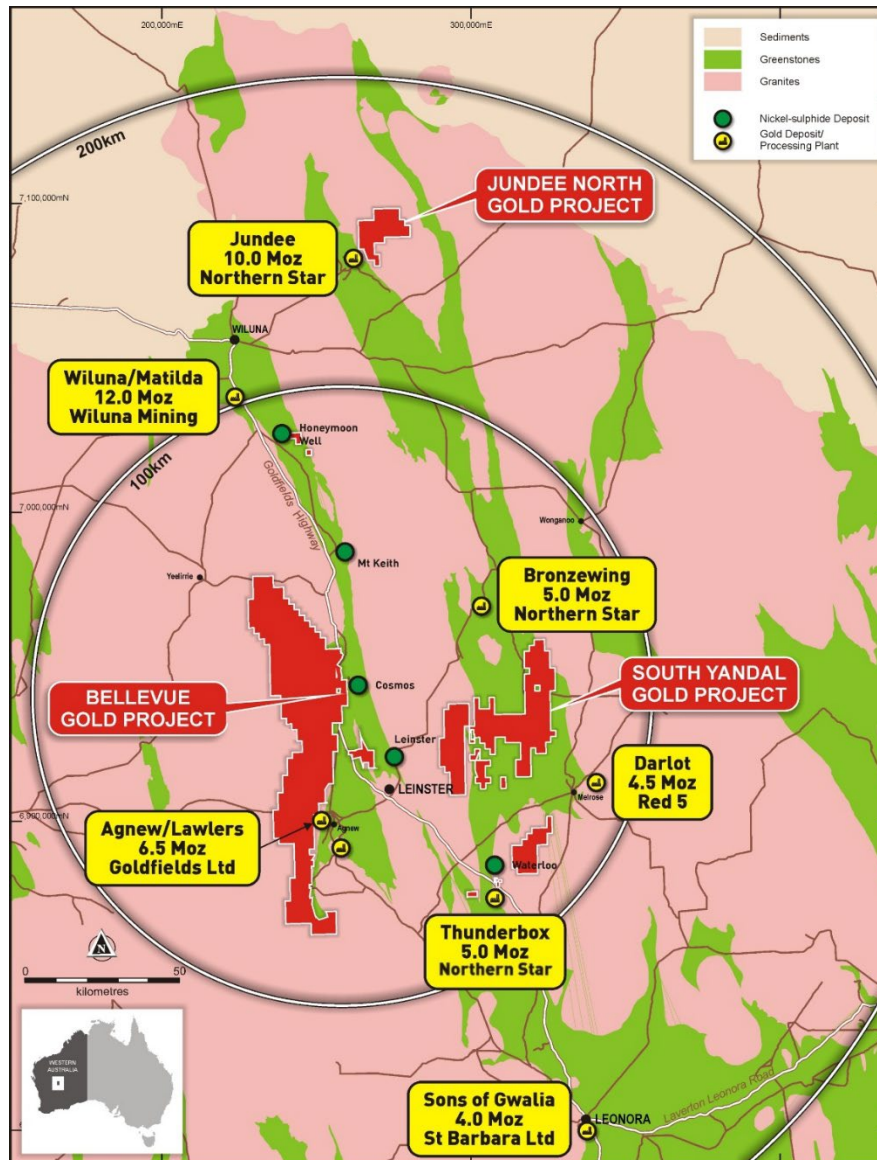 200,000mE
300,000mE
Sediments
Greenstones
Granites
Nickel-sulphide Deposit
Gold Deposit/
Processing Plant
200km
7,100,000mN
JUNDEE NORTH
GOLD PROJECT
Jundee
10.0 Moz
Northern Star
WILUNA
Wiluna/Matilda
12.0 Moz
Wiluna Mining
Honeymoon
Well
100km
Goldfields Highway
7,000,000mN
Wonganoo
Mt Keith
Yeelirrie
Bronzewing
5.0 Moz
Northern Star
BELLEVUE
GOLD PROJECT
Cosmos
SOUTH YANDAL
GOLD PROJECT
Leinster
LEINSTER
Darlot
4.5 Moz
Red 5
Melrose
6,900,000mN
Agnew/Lawlers
6.5 Moz
Goldfields Ltd
Agnew
Waterloo
Thunderbox
5.0 Moz
Northern Star
N
0
50
kilometres
WESTERN
AUSTRALIA
Sons of Gwalia
4.0 Moz
St Barbara Ltd
LEONORA
Laverton Leonora Road